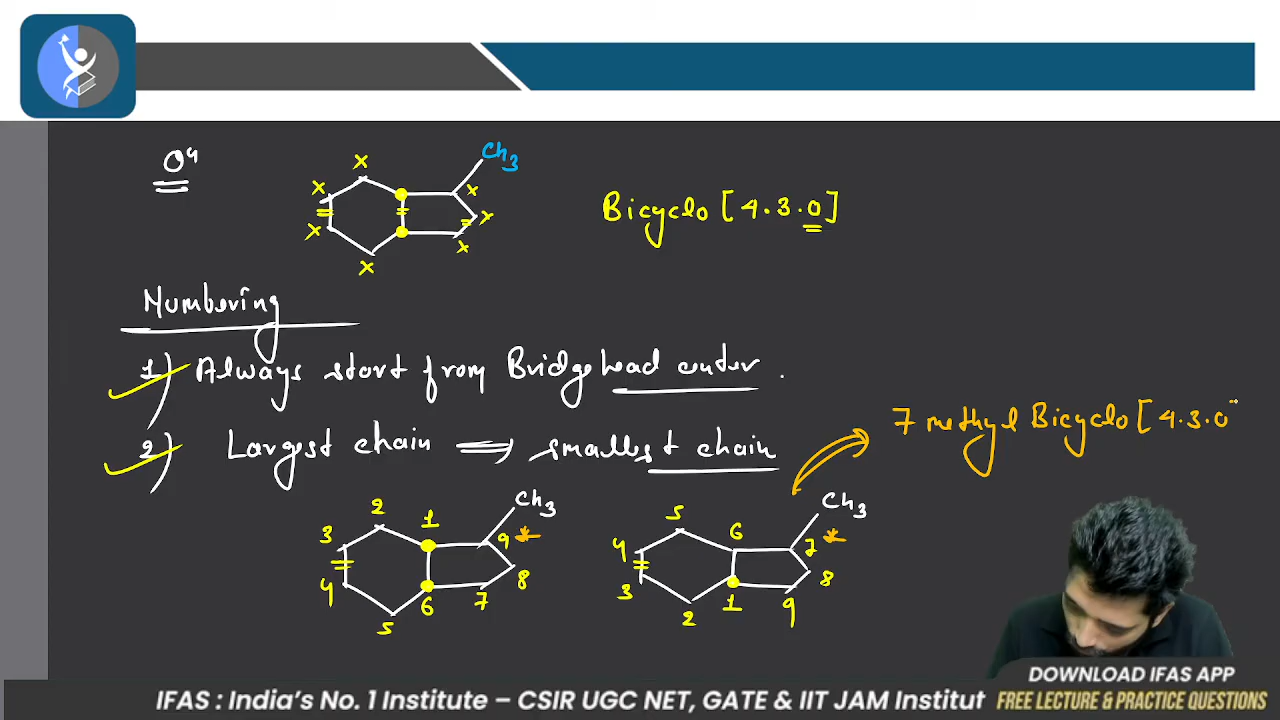 Qⁿ
CH3
Bicyclo [4.3.0]
x
x
x
x
x
x
x
Numbering
1) Always start from Bridgehead center.
2) Largest chain ⇒ smallest chain
7 methyl Bicyclo [4.3.0]
CH3
1
2
3
4
5
6
7
8
9
CH3
1
2
3
4
5
6
7
8
9
DOWNLOAD IFAS APP
IFAS : India's No. 1 Institute – CSIR UGC NET, GATE & IIT JAM Institut
FREE LECTURE & PRACTICE QUESTIONS